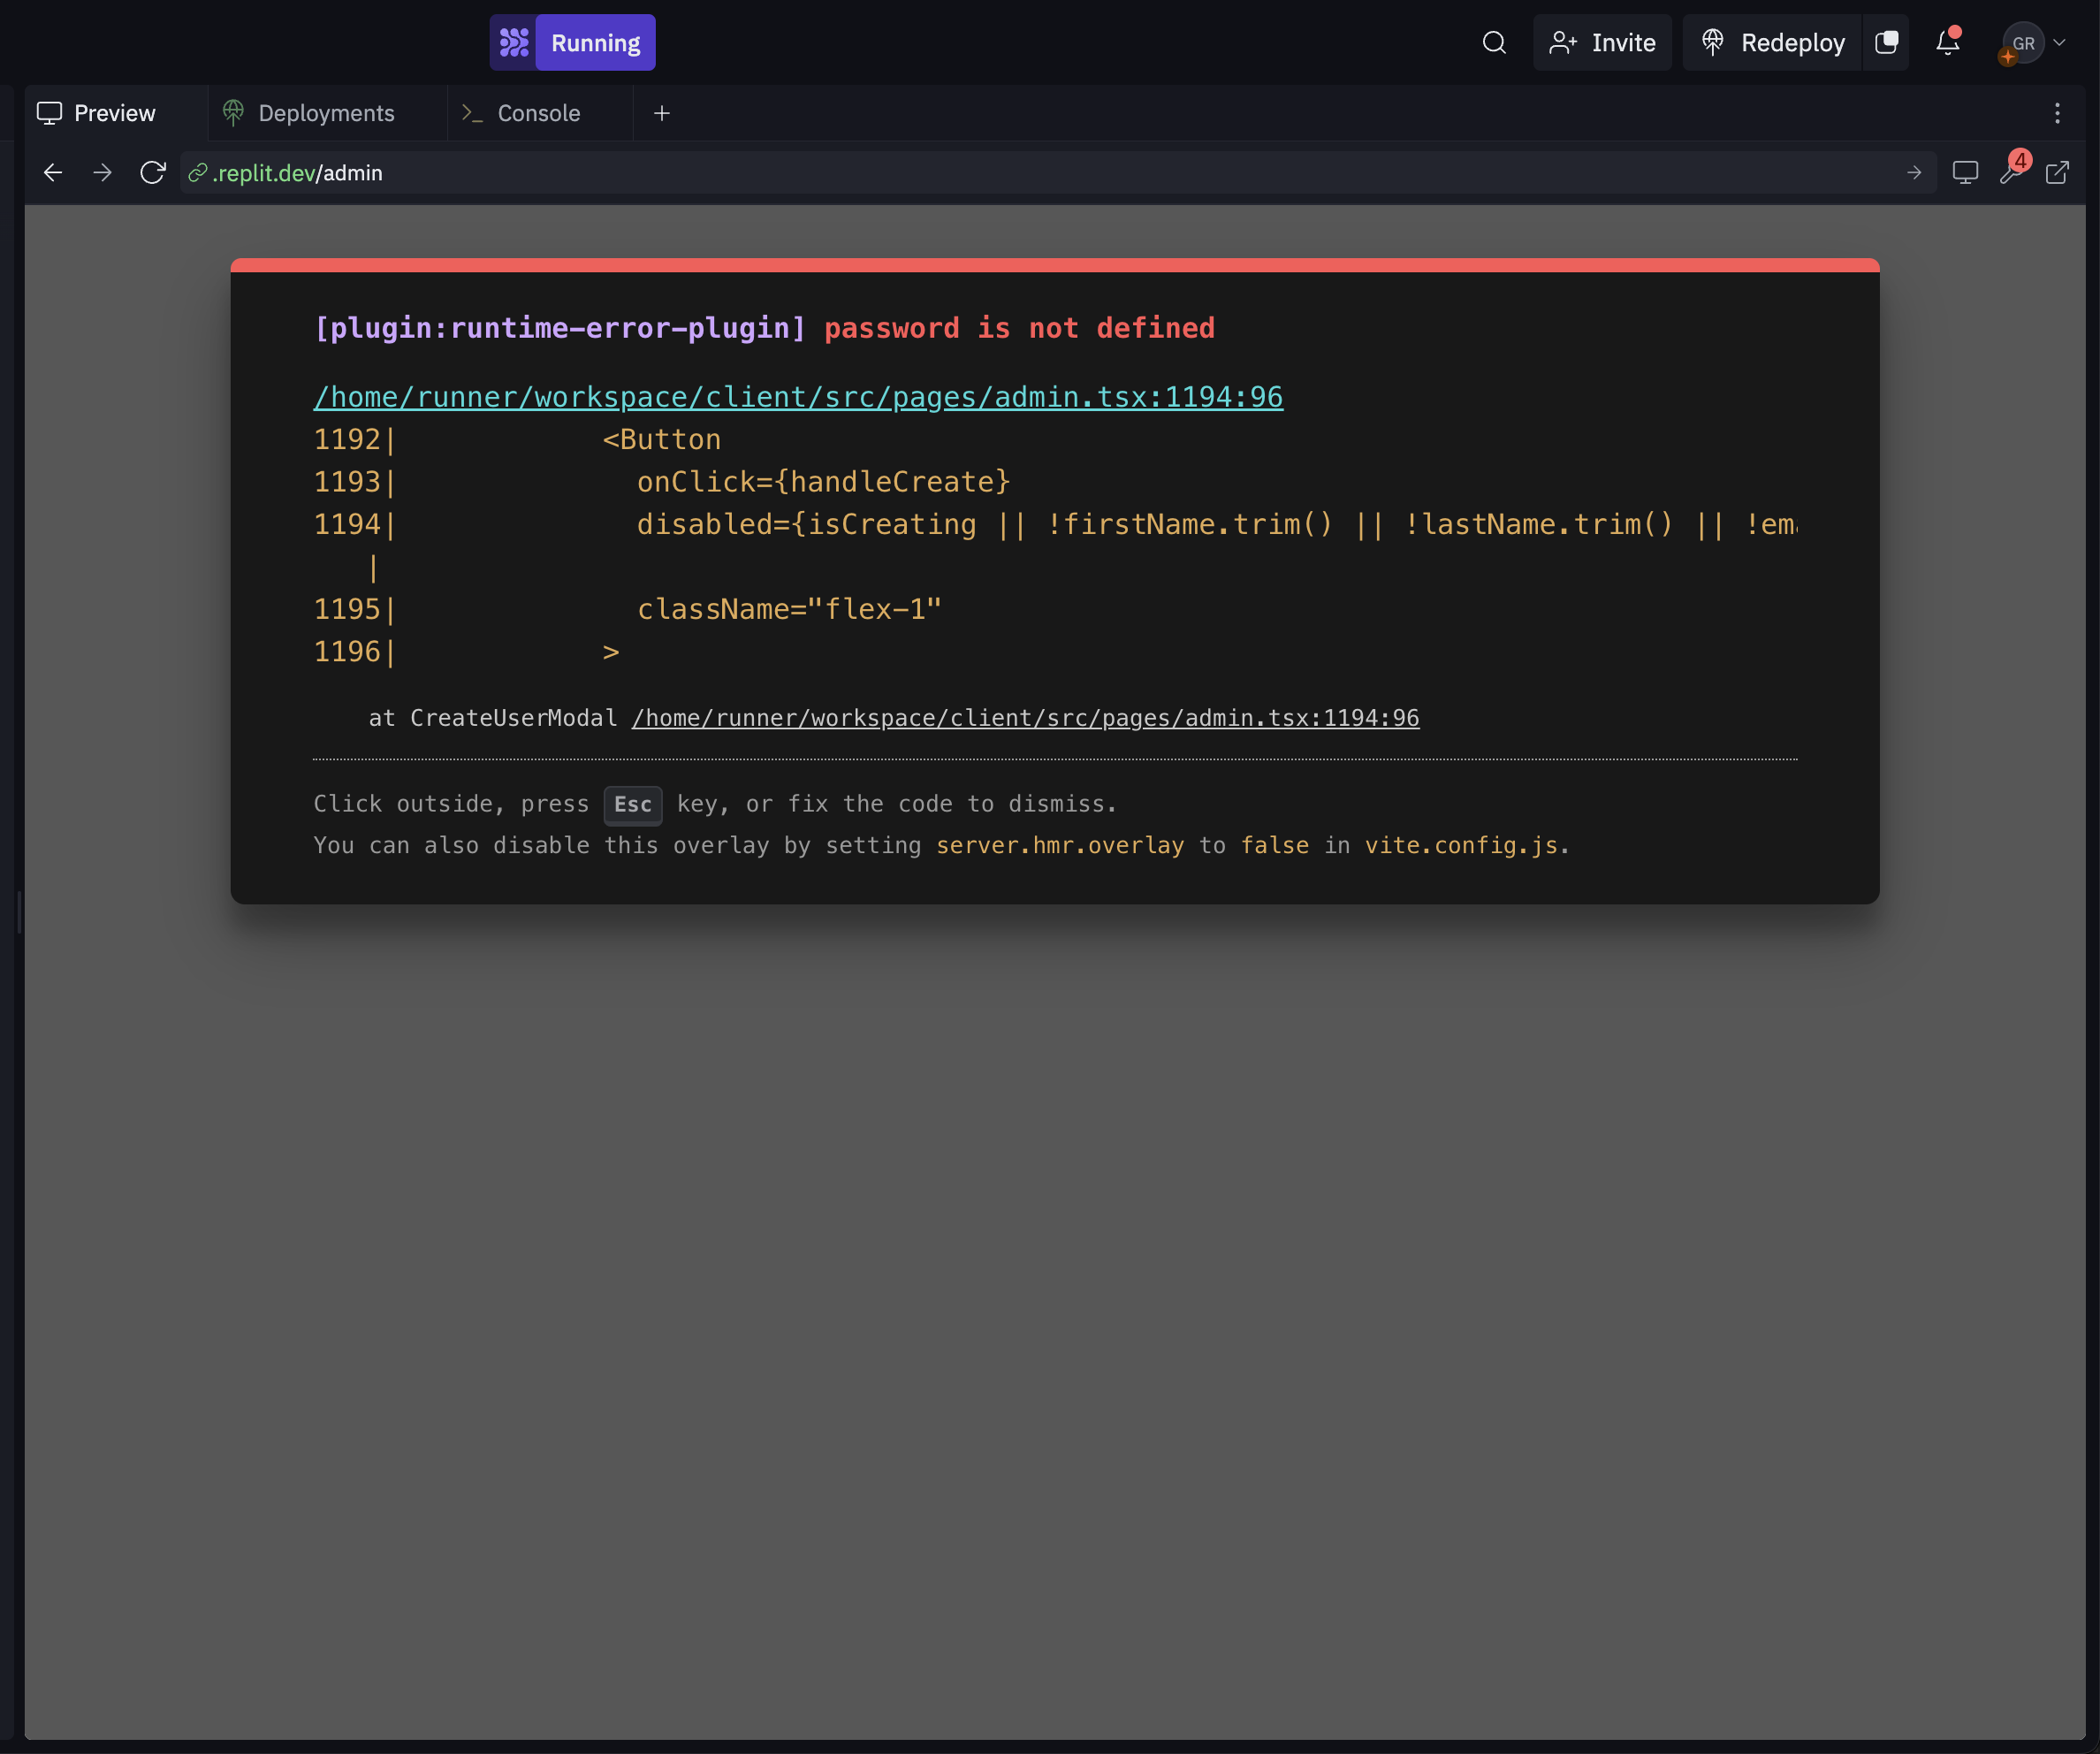 Running
Invite
Redeploy
GR
Preview
Deployments
Console
.replit.dev/admin
4
[plugin:runtime-error-plugin] password is not defined
/home/runner/workspace/client/src/pages/admin.tsx:1194:96
1192|            <Button
1193|              onClick={handleCreate}
1194|              disabled={isCreating || !firstName.trim() || !lastName.trim() || !em
|
1195|              className="flex-1"
1196|            >
at CreateUserModal /home/runner/workspace/client/src/pages/admin.tsx:1194:96
Click outside, press Esc key, or fix the code to dismiss.
You can also disable this overlay by setting server.hmr.overlay to false in vite.config.js.